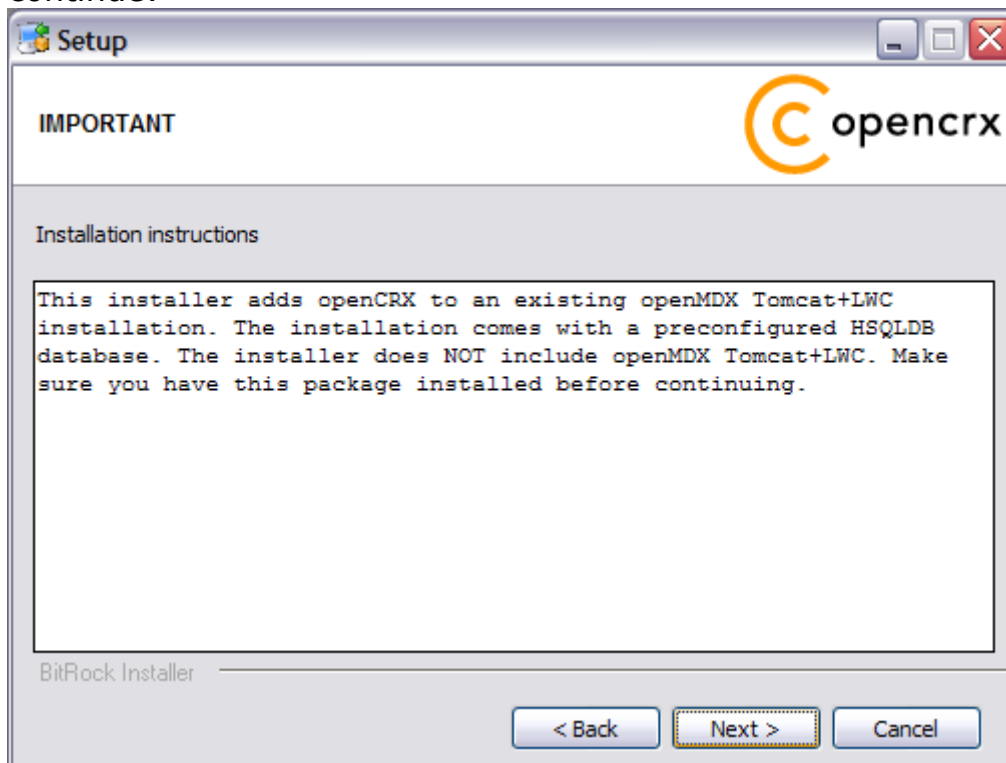 continue.
Setup
IMPORTANT
opencrx
Installation instructions
This installer adds openCRX to an existing openMDX Tomcat+LWC
installation. The installation comes with a preconfigured HSQLDB
database. The installer does NOT include openMDX Tomcat+LWC. Make
sure you have this package installed before continuing.
BitRock Installer
< Back Next > Cancel